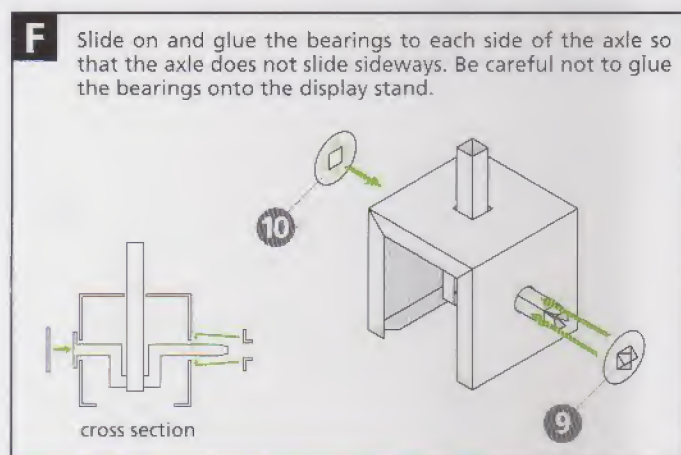 F
Slide on and glue the bearings to each side of the axle so
that the axle does not slide sideways. Be careful not to glue
the bearings onto the display stand.
10
9
cross section